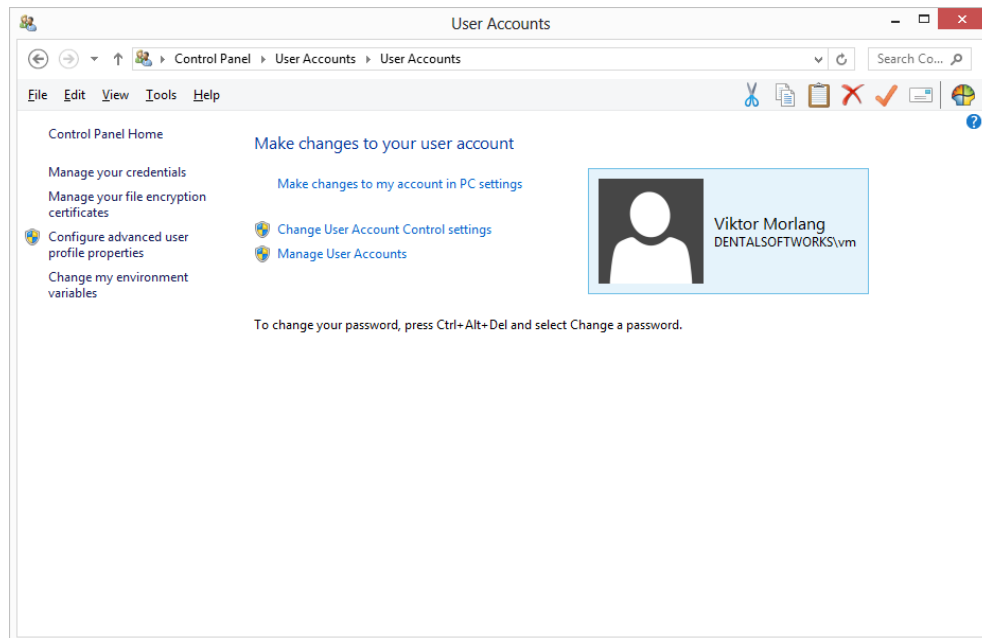 User Accounts
Control Panel User Accounts User Accounts
Search Co...
File Edit View Tools Help
Control Panel Home
Manage your credentials
Manage your file encryption
certificates
Configure advanced user
profile properties
Change my environment
variables
Make changes to your user account
Make changes to my account in PC settings
Change User Account Control settings
Manage User Accounts
Viktor Morlang
DENTALSOFTWORKS\vm
To change your password, press Ctrl+Alt+Del and select Change a password.